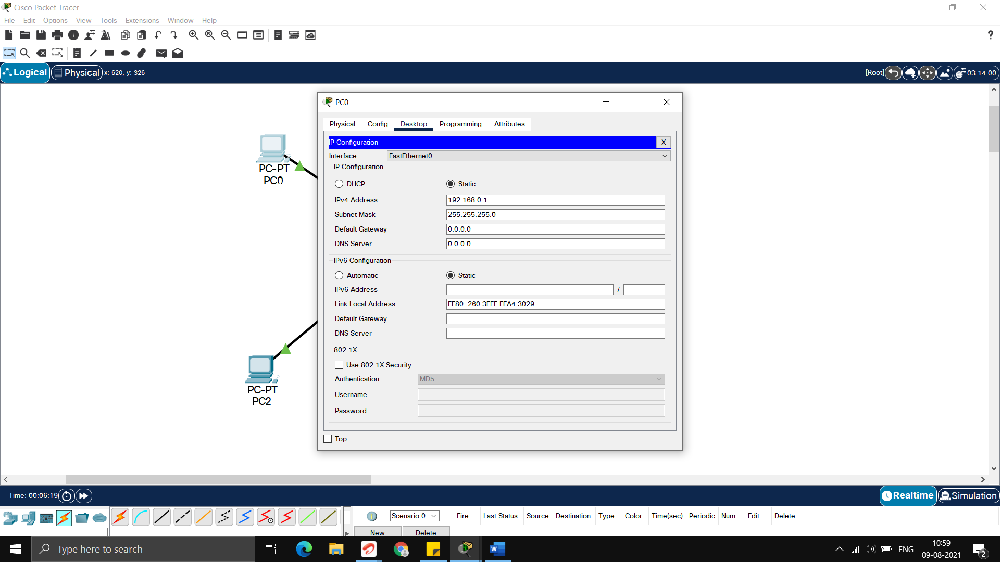 Cisco Packet Tracer
File Edit Options View Tools Extensions Window Help
?
Logical Physical x: 620, y: 326 [Root] 03:14:00
PC0
Physical Config Desktop Programming Attributes
IP Configuration X
Interface FastEthernet0
IP Configuration
DHCP Static
IPv4 Address 192.168.0.1
Subnet Mask 255.255.255.0
Default Gateway 0.0.0.0
DNS Server 0.0.0.0
IPv6 Configuration
Automatic Static
IPv6 Address /
Link Local Address FE80::260:3EFF:FEA4:3029
Default Gateway
DNS Server
802.1X
Use 802.1X Security
Authentication MD5
Username
Password
Top
PC-PT
PC0
PC-PT
PC2
Time: 00:06:19 Realtime Simulation
Scenario 0 Fire Last Status Source Destination Type Color Time(sec) Periodic Num Edit Delete
New Delete
Type here to search
ENG
10:59
09-08-2021
2